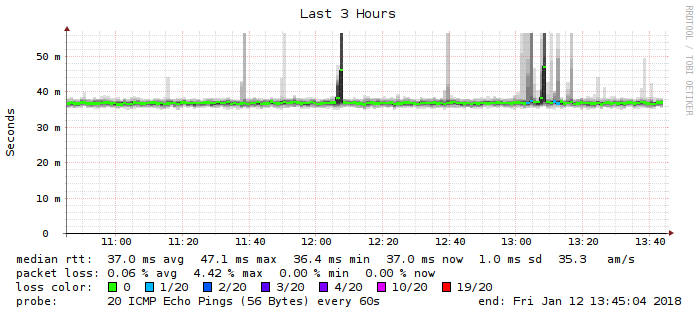 Last 3 Hours
RRDTOOL / TOBI OETIKER
Seconds
50 m
40 m
30 m
20 m
10 m
0
11:00 11:20 11:40 12:00 12:20 12:40 13:00 13:20 13:40
median rtt: 37.0 ms avg 47.1 ms max 36.4 ms min 37.0 ms now 1.0 ms sd 35.3 am/s
packet loss: 0.06 % avg 4.42 % max 0.00 % min 0.00 % now
loss color: 0 1/20 2/20 3/20 4/20 10/20 19/20
probe: 20 ICMP Echo Pings (56 Bytes) every 60s end: Fri Jan 12 13:45:04 2018